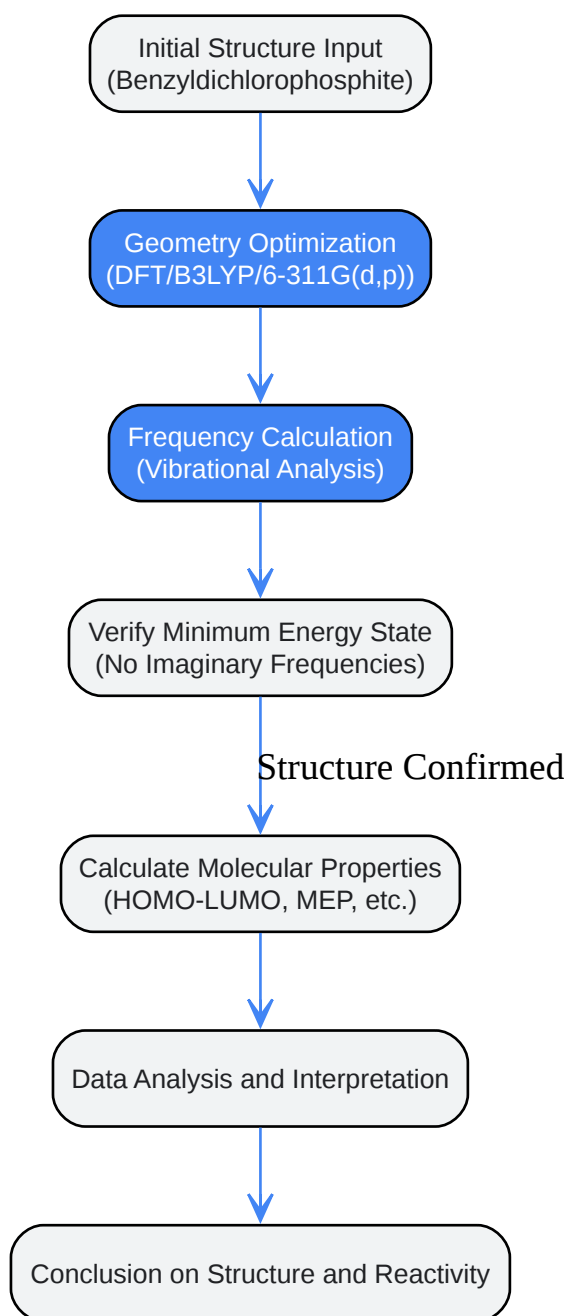 Initial Structure Input
(Benzyldichlorophosphite)
Geometry Optimization
(DFT/B3LYP/6-311G(d,p))
Frequency Calculation
(Vibrational Analysis)
Verify Minimum Energy State
(No Imaginary Frequencies)
Structure Confirmed
Calculate Molecular Properties
(HOMO-LUMO, MEP, etc.)
Data Analysis and Interpretation
Conclusion on Structure and Reactivity